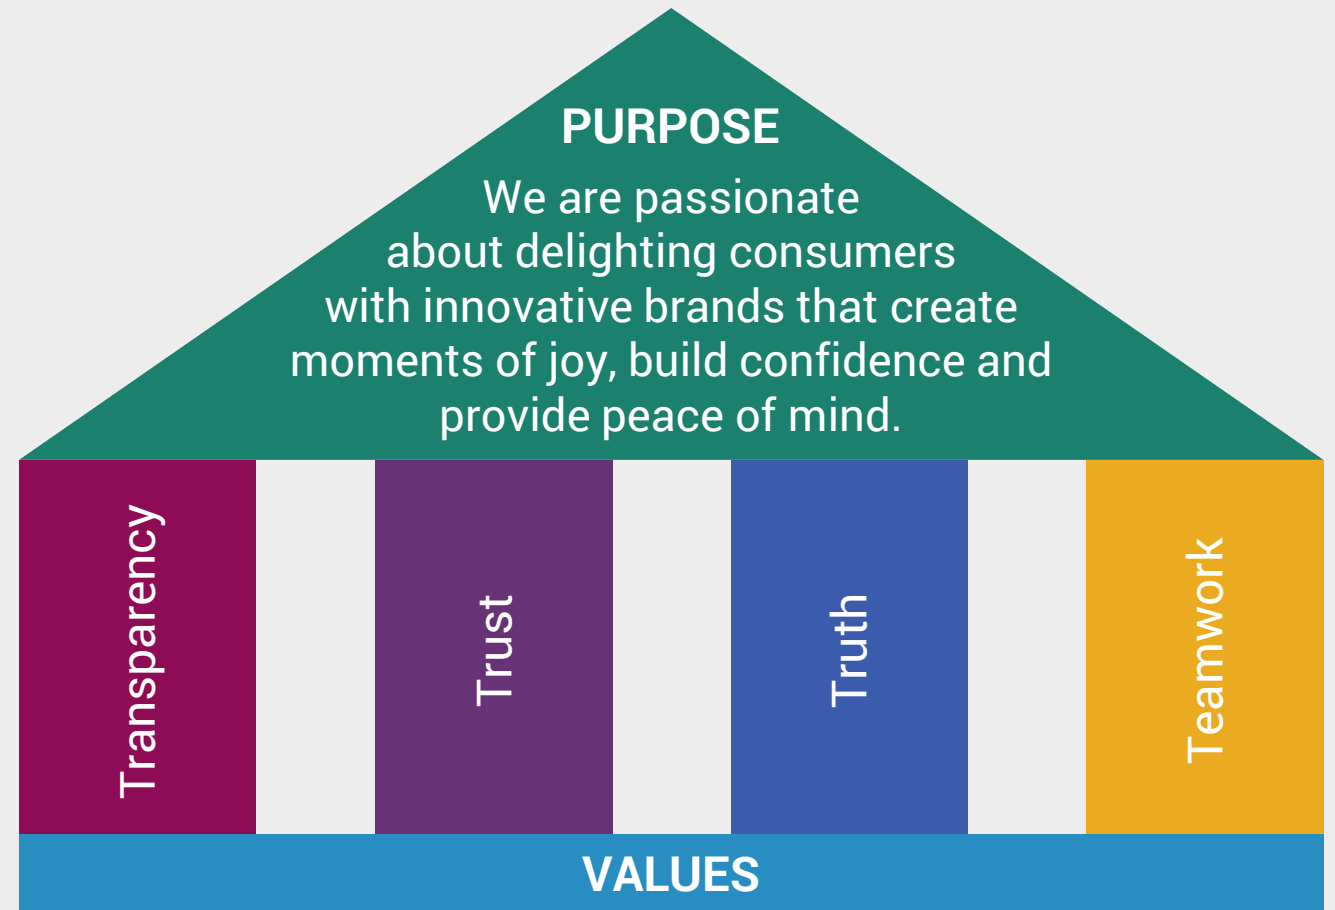 PURPOSE
We are passionate
about delighting consumers
with innovative brands that create
moments of joy, build confidence and
provide peace of mind.
Transparency
Trust
Truth
Teamwork
VALUES